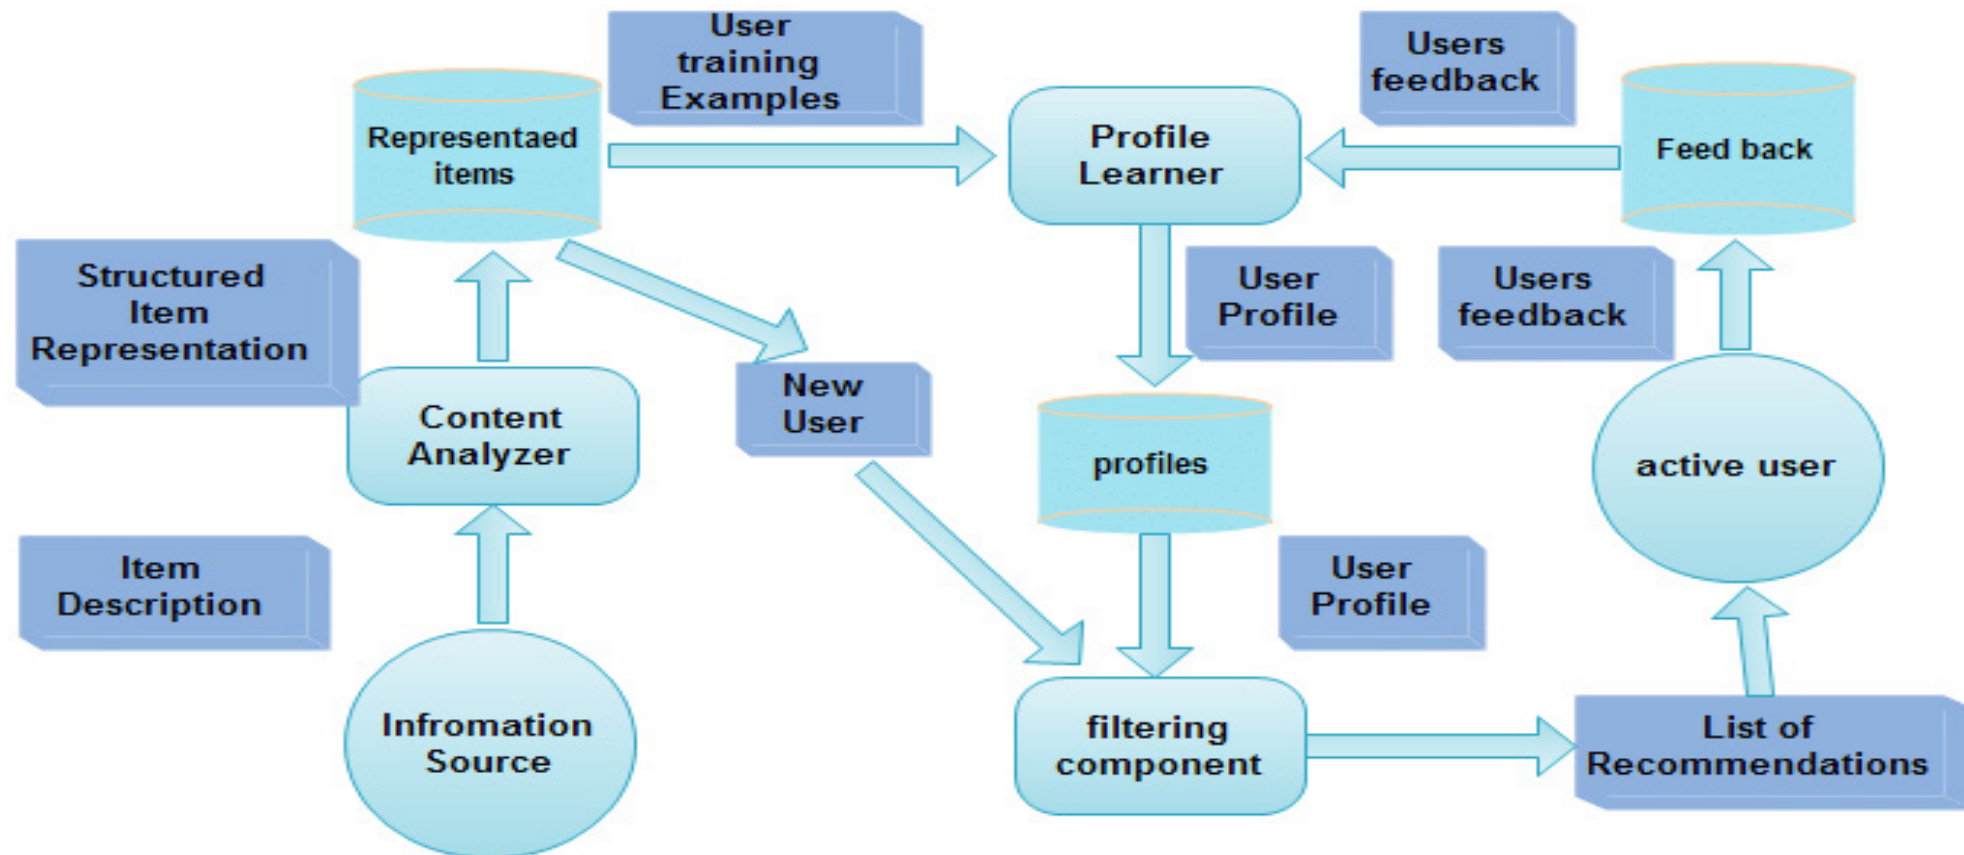 User
training
Examples
Users
feedback
Representaed
items
Profile
Learner
Feed back
Structured
Item
Representation
User
Profile
Users
feedback
New
User
Content
Analyzer
profiles
active user
Item
Description
User
Profile
Infromation
Source
filtering
component
List of
Recommendations